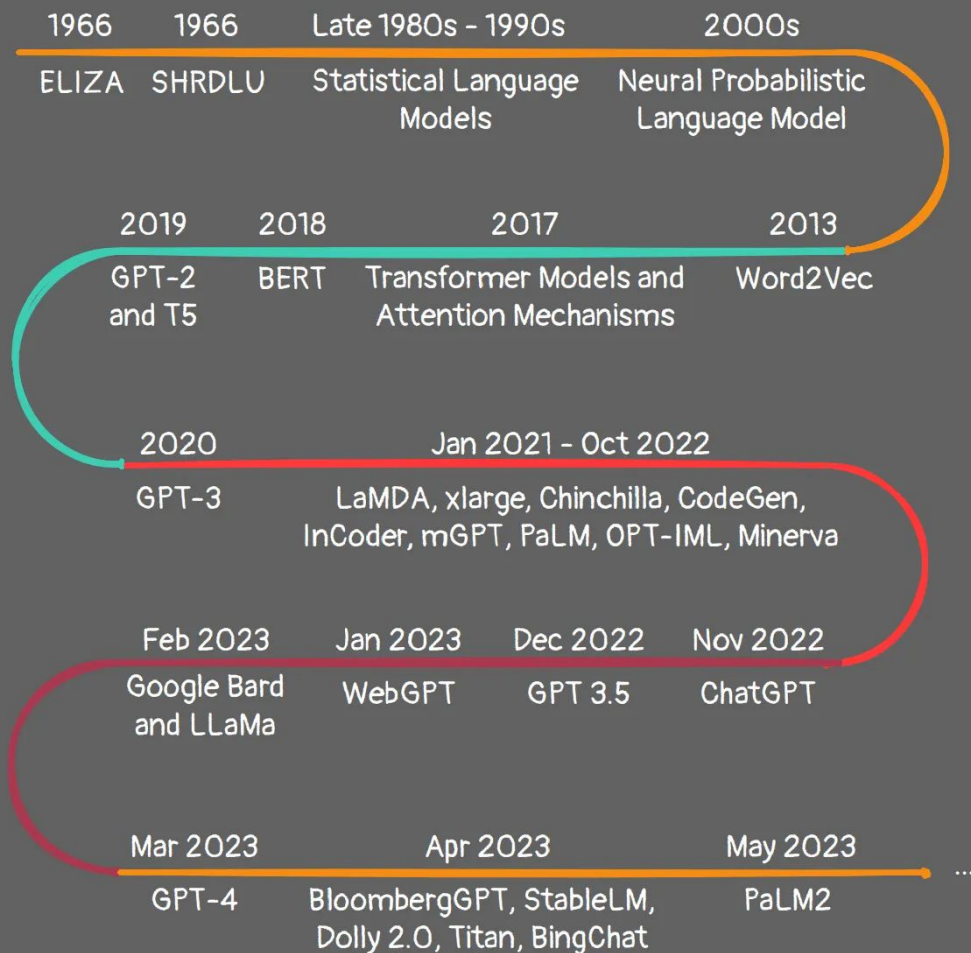 1966 1966 Late 1980s - 1990s 2000s
ELIZA SHRDLU Statistical Language Neural Probabilistic
Models Language Model
2019 2018 2017 2013
GPT-2 BERT Transformer Models and Word2Vec
and T5 Attention Mechanisms
2020 Jan 2021 - Oct 2022
GPT-3 LaMDA, xlarge, Chinchilla, CodeGen,
InCoder, mGPT, PaLM, OPT-IML, Minerva
Feb 2023 Jan 2023 Dec 2022 Nov 2022
Google Bard WebGPT GPT 3.5 ChatGPT
and LLaMa
Mar 2023 Apr 2023 May 2023
GPT-4 BloombergGPT, StableLM, PaLM2
Dolly 2.0, Titan, BingChat
...